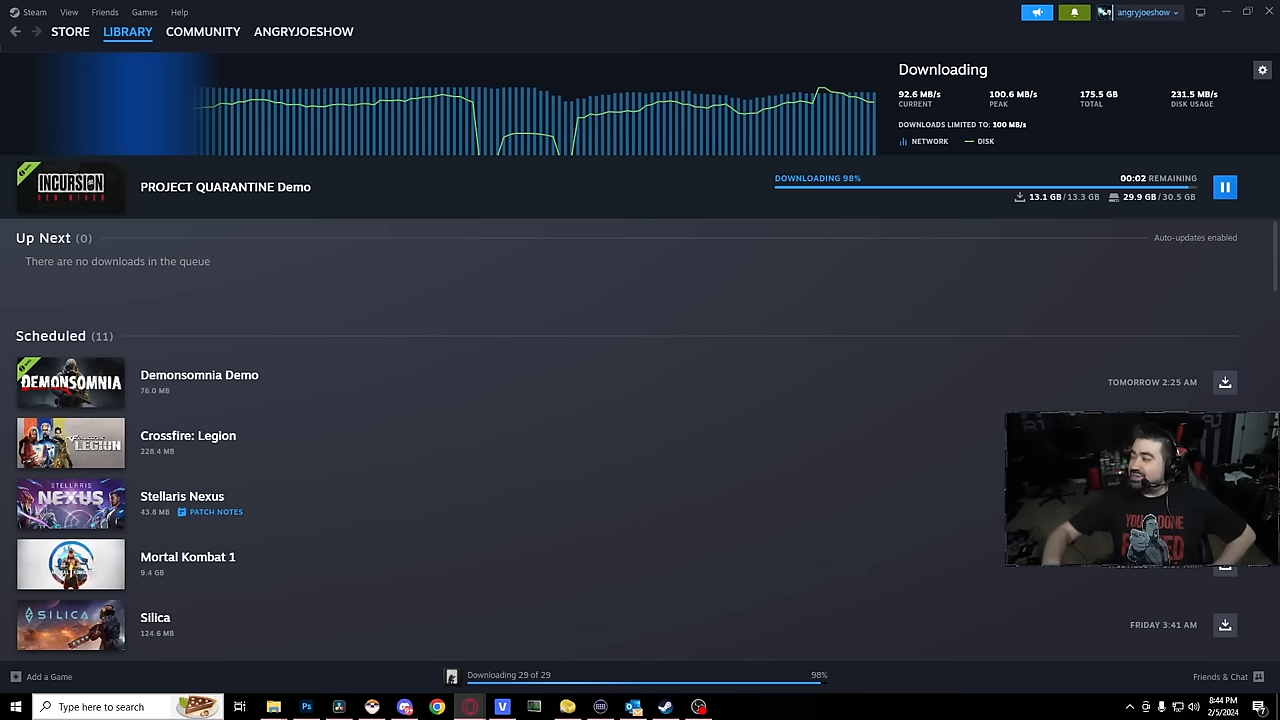 Steam View Friends Games Help
angryjoeshow
STORE LIBRARY COMMUNITY ANGRYJOESHOW
Downloading
92.6 MB/s 100.6 MB/s 175.5 GB 231.5 MB/s
CURRENT PEAK TOTAL DISK USAGE
DOWNLOADS LIMITED TO: 100 MB/s
NETWORK DISK
INCURSION
RED RIVER
PROJECT QUARANTINE Demo
DOWNLOADING 98% 00:02 REMAINING
13.1 GB / 13.3 GB 29.9 GB / 30.5 GB
Up Next (0) Auto-updates enabled
There are no downloads in the queue
Scheduled (11)
DEMONSOMNIA
Demonsomnia Demo
76.0 MB
TOMORROW 2:25 AM
LEGION
Crossfire: Legion
228.4 MB
STELLARIS
NEXUS
Stellaris Nexus
43.8 MB PATCH NOTES
Mortal Kombat 1
9.4 GB
SILICA
Silica
124.6 MB
FRIDAY 3:41 AM
Add a Game
Downloading 29 of 29 98%
Friends & Chat
Type here to search
8:44 PM
2/5/2024